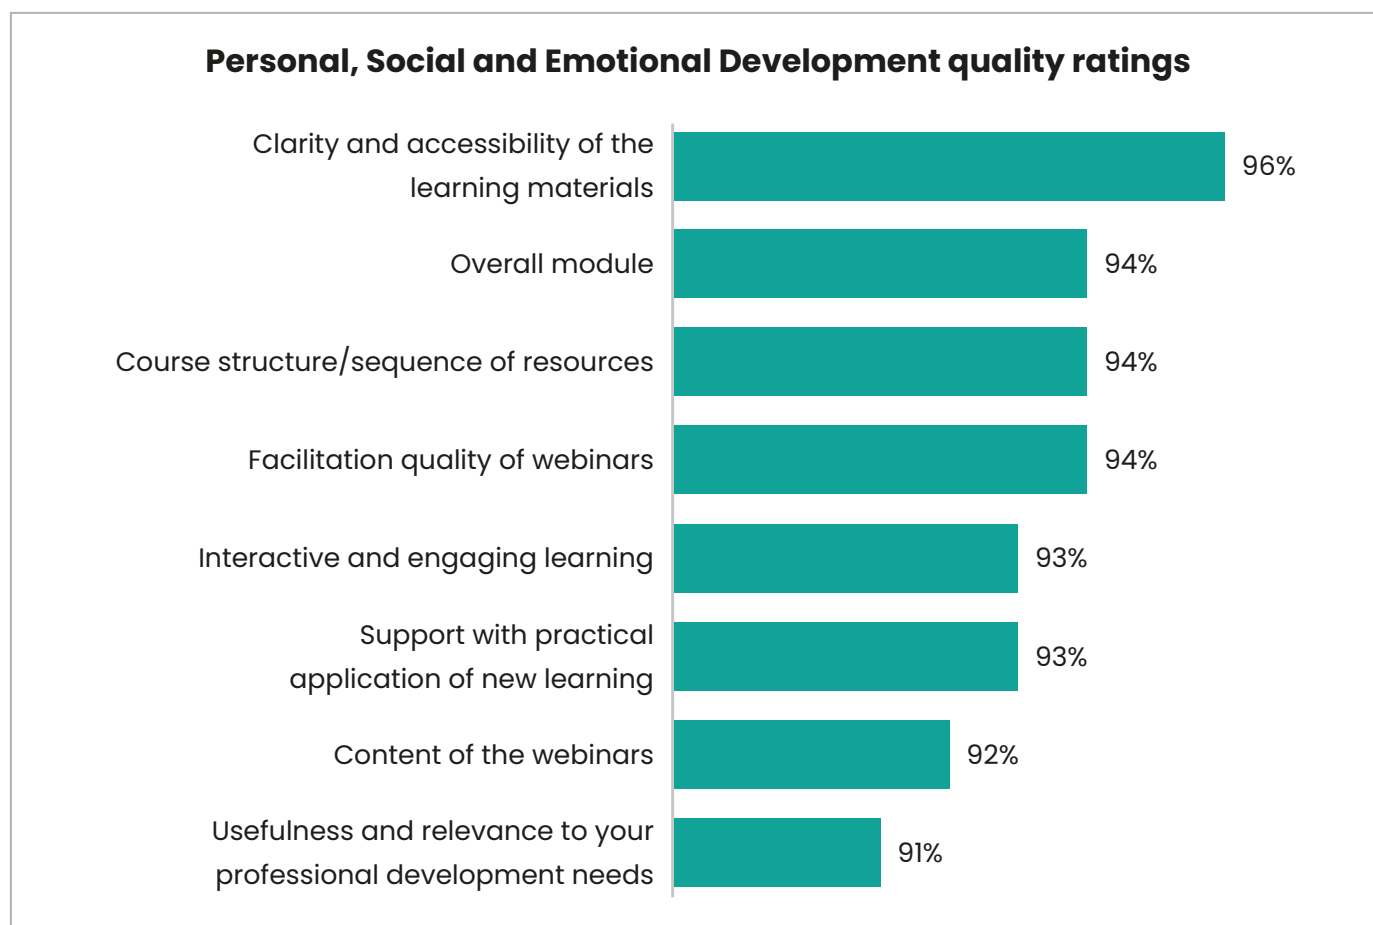 Personal, Social and Emotional Development quality ratings
Clarity and accessibility of the
learning materials
96%
Overall module
94%
Course structure/sequence of resources
94%
Facilitation quality of webinars
94%
Interactive and engaging learning
93%
Support with practical
application of new learning
93%
Content of the webinars
92%
Usefulness and relevance to your
professional development needs
91%